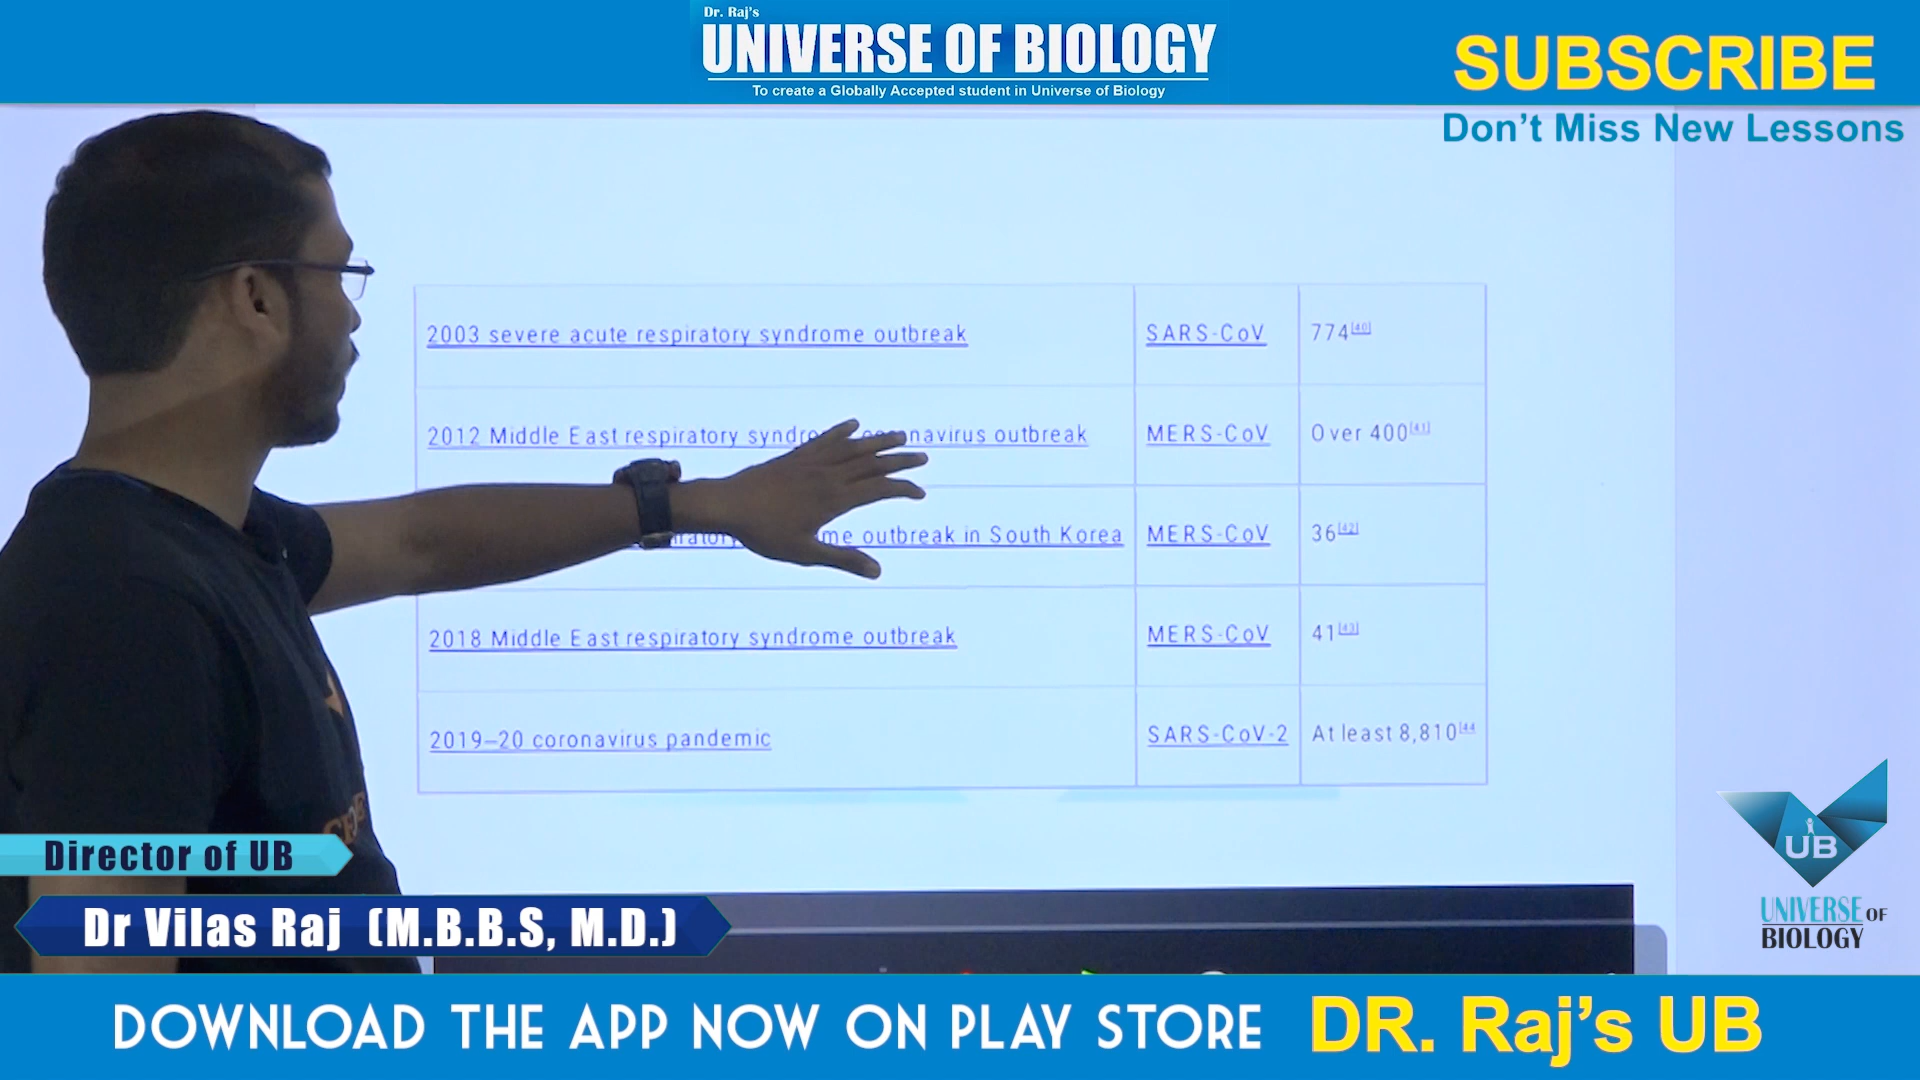 Dr. Raj's
UNIVERSE OF BIOLOGY
To create a Globally Accepted student in Universe of Biology
SUBSCRIBE
Don't Miss New Lessons
2003 severe acute respiratory syndrome outbreak SARS-CoV 774[40]
2012 Middle East respiratory coronavirus outbreak MERS-CoV Over 400[41]
outbreak in South Korea MERS-CoV 36[42]
2018 Middle East respiratory syndrome outbreak MERS-CoV 41[43]
2019–20 coronavirus pandemic SARS-CoV-2 At least 8,810[44
Director of UB
Dr Vilas Raj (M.B.B.S, M.D.)
UB
UNIVERSE OF
BIOLOGY
DOWNLOAD THE APP NOW ON PLAY STORE DR. Raj's UB